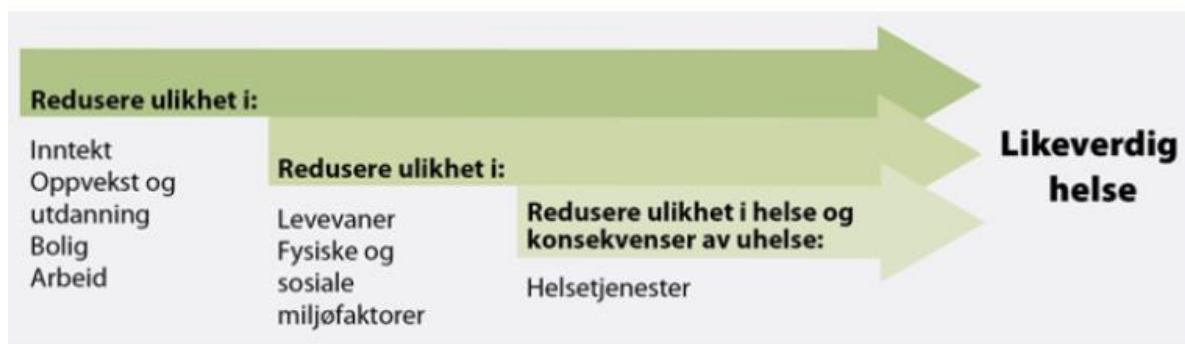 Redusere ulikhet i:
Inntekt
Oppvekst og
utdanning
Bolig
Arbeid
Redusere ulikhet i:
Levevaner
Fysiske og
sosiale
miljøfaktorer
Redusere ulikhet i helse og
konsekvenser av uhelse:
Helsetjenester
Likeverdig
helse